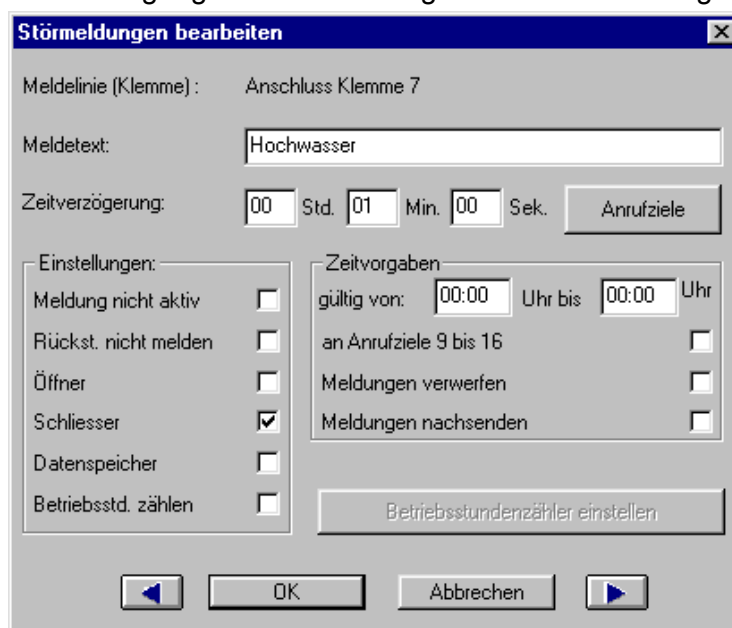 Störmeldungen bearbeiten
Meldelinie (Klemme) : Anschluss Klemme 7
Meldetext: Hochwasser
Zeitverzögerung: 00 Std. 01 Min. 00 Sek. Anrufziele
Einstellungen:
Meldung nicht aktiv
Rückst. nicht melden
Öffner
Schliesser
Datenspeicher
Betriebsstd. zählen
Zeitvorgaben
gültig von: 00:00 Uhr bis 00:00 Uhr
an Anrufziele 9 bis 16
Meldungen verwerfen
Meldungen nachsenden
Betriebsstundenzähler einstellen
OK Abbrechen